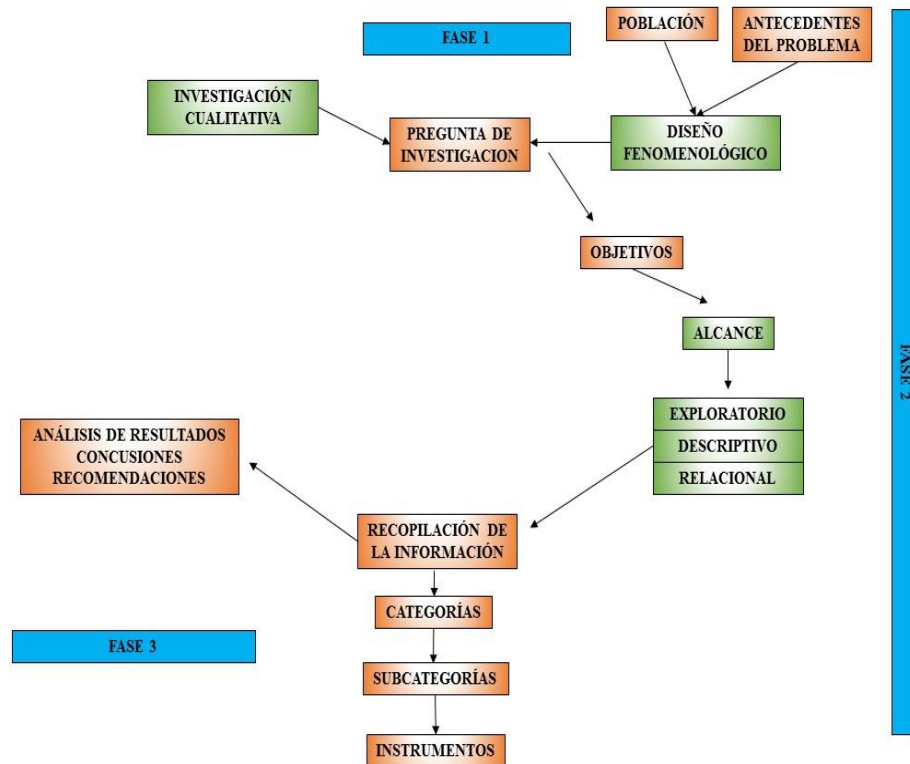 FASE 1
POBLACIÓN
ANTECEDENTES
DEL PROBLEMA
INVESTIGACIÓN
CUALITATIVA
PREGUNTA DE
INVESTIGACION
DISEÑO
FENOMENOLÓGICO
OBJETIVOS
ALCANCE
FASE 2
EXPLORATORIO
DESCRIPTIVO
RELACIONAL
ANÁLISIS DE RESULTADOS
CONCUSIONES
RECOMENDACIONES
RECOPILACIÓN DE
LA INFORMACIÓN
CATEGORÍAS
FASE 3
SUBCATEGORÍAS
INSTRUMENTOS